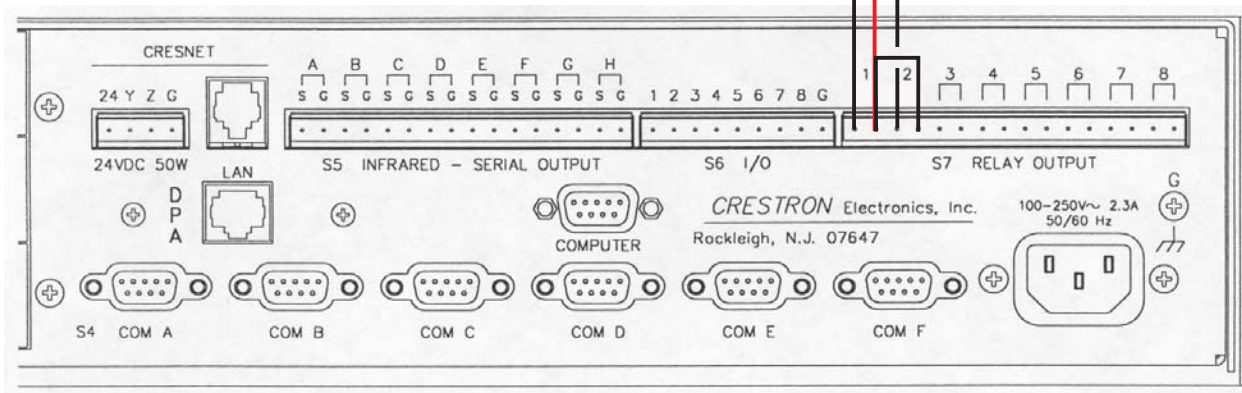 CRESNET
A B C D E F G H
S G S G S G S G S G S G S G S G
24 Y Z G
1 2 3 4 5 6 7 8 G
1 2 3 4 5 6 7 8
24VDC 50W
S5 INFRARED - SERIAL OUTPUT
S6 I/O
S7 RELAY OUTPUT
LAN
D
P
A
COMPUTER
CRESTRON Electronics, Inc.
Rockleigh, N.J. 07647
100-250V~ 2.3A
50/60 Hz
G
S4
COM A
COM B
COM C
COM D
COM E
COM F